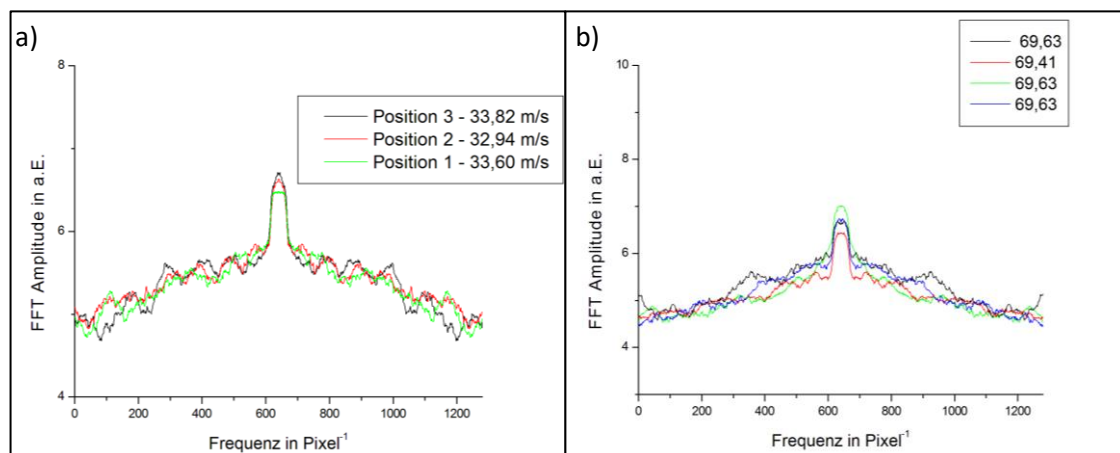 a)
FFT Amplitude in a.E.
8
6
4
Position 3 - 33,82 m/s
Position 2 - 32,94 m/s
Position 1 - 33,60 m/s
0 200 400 600 800 1000 1200
Frequenz in Pixel⁻¹
b)
FFT Amplitude in a.E.
10
8
6
4
69,63
69,41
69,63
69,63
0 200 400 600 800 1000 1200
Frequenz in Pixel⁻¹